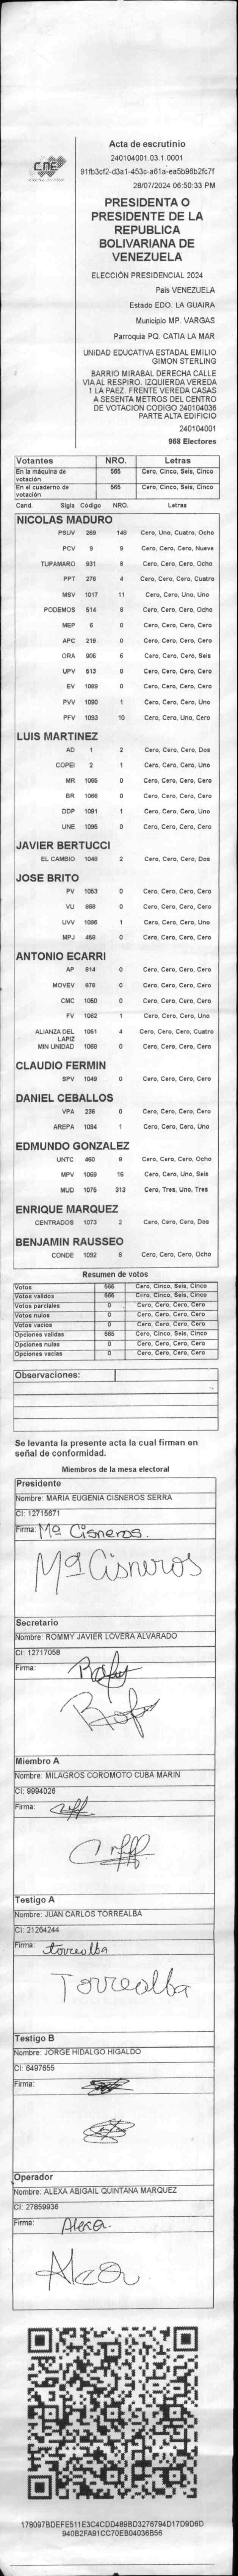 CNE
Acta de escrutinio
240104001.03.1.0001
91fb3cf2-d3a1-453c-a61a-ea5b96b2fc7f
28/07/2024 06:50:33 PM
PRESIDENTA O
PRESIDENTE DE LA
REPUBLICA
BOLIVARIANA DE
VENEZUELA
ELECCIÓN PRESIDENCIAL 2024
País VENEZUELA
Estado EDO. LA GUAIRA
Municipio MP. VARGAS
Parroquia PQ. CATIA LA MAR
UNIDAD EDUCATIVA ESTADAL EMILIO
GIMON STERLING
BARRIO MIRABAL DERECHA CALLE
VIA AL RESPIRO. IZQUIERDA VEREDA
1 LA PAEZ. FRENTE VEREDA CASAS
A SESENTA METROS DEL CENTRO
DE VOTACION CODIGO 240104036
PARTE ALTA EDIFICIO
240104001
968 Electores
Votantes NRO. Letras
En la máquina de votación 565 Cero, Cinco, Seis, Cinco
En el cuaderno de votación 565 Cero, Cinco, Seis, Cinco
Cand. Sigla Código NRO. Letras
NICOLAS MADURO
PSUV 269 148 Cero, Uno, Cuatro, Ocho
PCV 9 9 Cero, Cero, Cero, Nueve
TUPAMARO 931 8 Cero, Cero, Cero, Ocho
PPT 276 4 Cero, Cero, Cero, Cuatro
MSV 1017 11 Cero, Cero, Uno, Uno
PODEMOS 514 8 Cero, Cero, Cero, Ocho
MEP 6 0 Cero, Cero, Cero, Cero
APC 219 0 Cero, Cero, Cero, Cero
ORA 906 6 Cero, Cero, Cero, Seis
UPV 513 0 Cero, Cero, Cero, Cero
EV 1089 0 Cero, Cero, Cero, Cero
PVV 1090 1 Cero, Cero, Cero, Uno
PFV 1093 10 Cero, Cero, Uno, Cero
LUIS MARTINEZ
AD 1 2 Cero, Cero, Cero, Dos
COPEI 2 1 Cero, Cero, Cero, Uno
MR 1065 0 Cero, Cero, Cero, Cero
BR 1066 0 Cero, Cero, Cero, Cero
DDP 1091 1 Cero, Cero, Cero, Uno
UNE 1095 0 Cero, Cero, Cero, Cero
JAVIER BERTUCCI
EL CAMBIO 1048 2 Cero, Cero, Cero, Dos
JOSE BRITO
PV 1053 0 Cero, Cero, Cero, Cero
VU 968 0 Cero, Cero, Cero, Cero
UVV 1096 1 Cero, Cero, Cero, Uno
MPJ 458 0 Cero, Cero, Cero, Cero
ANTONIO ECARRI
AP 914 0 Cero, Cero, Cero, Cero
MOVEV 978 0 Cero, Cero, Cero, Cero
CMC 1060 0 Cero, Cero, Cero, Cero
FV 1062 1 Cero, Cero, Cero, Uno
ALIANZA DEL LAPIZ 1051 4 Cero, Cero, Cero, Cuatro
MIN UNIDAD 1069 0 Cero, Cero, Cero, Cero
CLAUDIO FERMIN
SPV 1049 0 Cero, Cero, Cero, Cero
DANIEL CEBALLOS
VPA 236 0 Cero, Cero, Cero, Cero
AREPA 1094 1 Cero, Cero, Cero, Uno
EDMUNDO GONZALEZ
UNTC 460 8 Cero, Cero, Cero, Ocho
MPV 1069 16 Cero, Cero, Uno, Seis
MUD 1075 313 Cero, Tres, Uno, Tres
ENRIQUE MARQUEZ
CENTRADOS 1073 2 Cero, Cero, Cero, Dos
BENJAMIN RAUSSEO
CONDE 1092 8 Cero, Cero, Cero, Ocho
Resumen de votos
Votos 565 Cero, Cinco, Seis, Cinco
Votos validos 565 Cero, Cinco, Seis, Cinco
Votos parciales 0 Cero, Cero, Cero, Cero
Votos nulos 0 Cero, Cero, Cero, Cero
Votos vacios 0 Cero, Cero, Cero, Cero
Opciones validas 565 Cero, Cinco, Seis, Cinco
Opciones nulas 0 Cero, Cero, Cero, Cero
Opciones vacias 0 Cero, Cero, Cero, Cero
Observaciones:
Se levanta la presente acta la cual firman en
señal de conformidad.
Miembros de la mesa electoral
Presidente
Nombre: MARIA EUGENIA CISNEROS SERRA
CI: 12715671
Firma: Mª Cisneros.
Mª Cisneros
Secretario
Nombre: ROMMY JAVIER LOVERA ALVARADO
CI: 12717058
Firma:
Miembro A
Nombre: MILAGROS COROMOTO CUBA MARIN
CI: 9994026
Firma:
Testigo A
Nombre: JUAN CARLOS TORREALBA
CI: 21264244
Firma: torrealba
Torrealba
Testigo B
Nombre: JORGE HIDALGO HIGALDO
CI: 6497655
Firma:
Operador
Nombre: ALEXA ABIGAIL QUINTANA MARQUEZ
CI: 27859936
Firma: Alexa.
178097BDEFE511E3C4CDD489BD3276794D17D9D6D
940B2FA91CC70EB04036B56